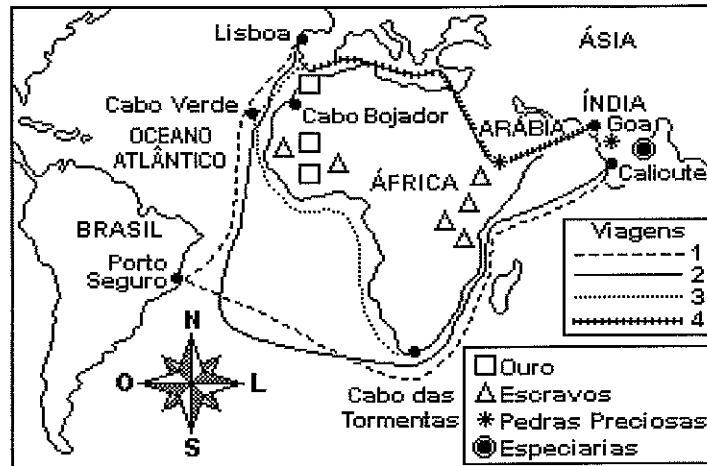 Lisboa
ÁSIA
Cabo Verde
Cabo Bojador
ÍNDIA
Goa
ARÁBIA
OCEANO
ATLÂNTICO
Calicute
ÁFRICA
BRASIL
Porto
Seguro
Viagens
1
2
3
4
N
O
L
S
Cabo das
Tormentas
Ouro
Escravos
Pedras Preciosas
Especiarias